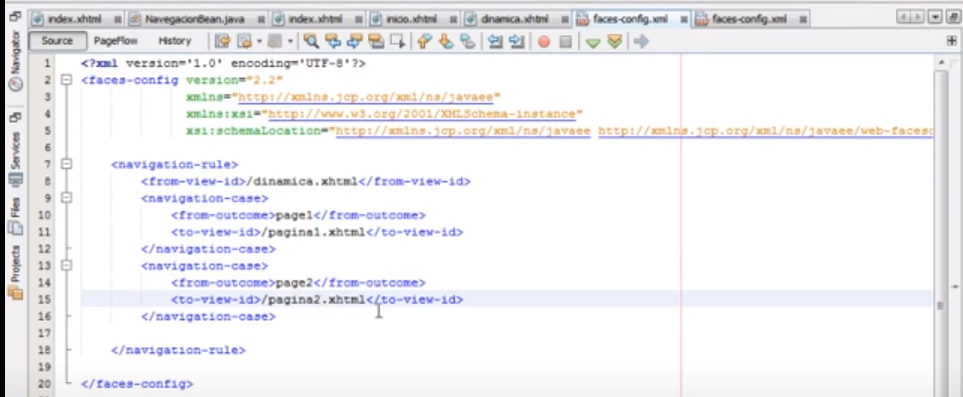 index.xhtml NavegacionBean.java index.xhtml inicio.xhtml dinamica.xhtml faces-config.xml faces-config.xml
Source PageFlow History
Navigator
Services
Files
Projects
1 <?xml version='1.0' encoding='UTF-8'?>
2 <faces-config version="2.2"
3 xmlns="http://xmlns.jcp.org/xml/ns/javaee"
4 xmlns:xsi="http://www.w3.org/2001/XMLSchema-instance"
5 xsi:schemaLocation="http://xmlns.jcp.org/xml/ns/javaee http://xmlns.jcp.org/xml/ns/javaee/web-facesc
6
7 <navigation-rule>
8 <from-view-id>/dinamica.xhtml</from-view-id>
9 <navigation-case>
10 <from-outcome>page1</from-outcome>
11 <to-view-id>/pagina1.xhtml</to-view-id>
12 </navigation-case>
13 <navigation-case>
14 <from-outcome>page2</from-outcome>
15 <to-view-id>/pagina2.xhtml</to-view-id>
16 </navigation-case>
17
18 </navigation-rule>
19
20 </faces-config>